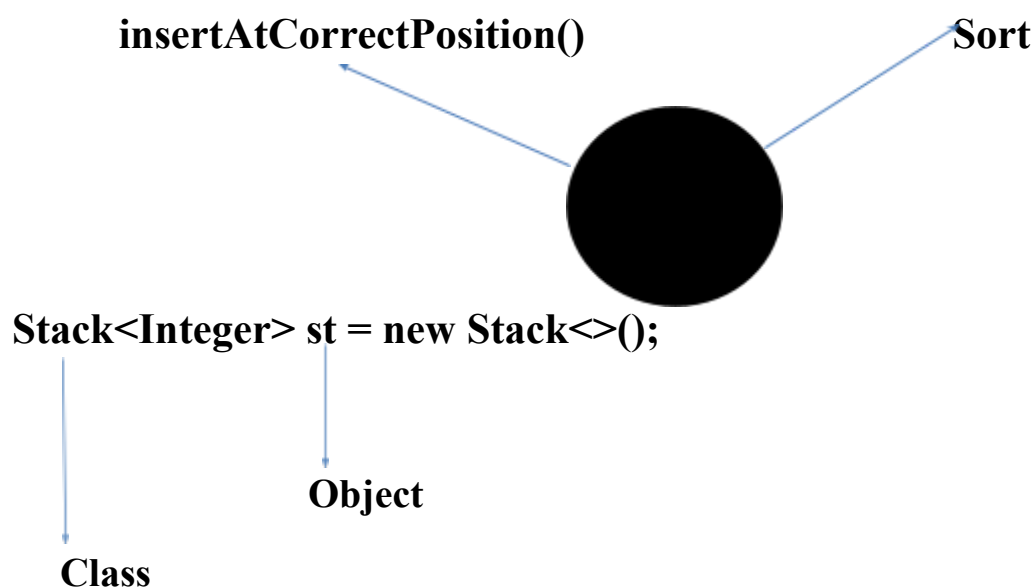 insertAtCorrectPosition()
Sort
Stack<Integer> st = new Stack<>();
Object
Class